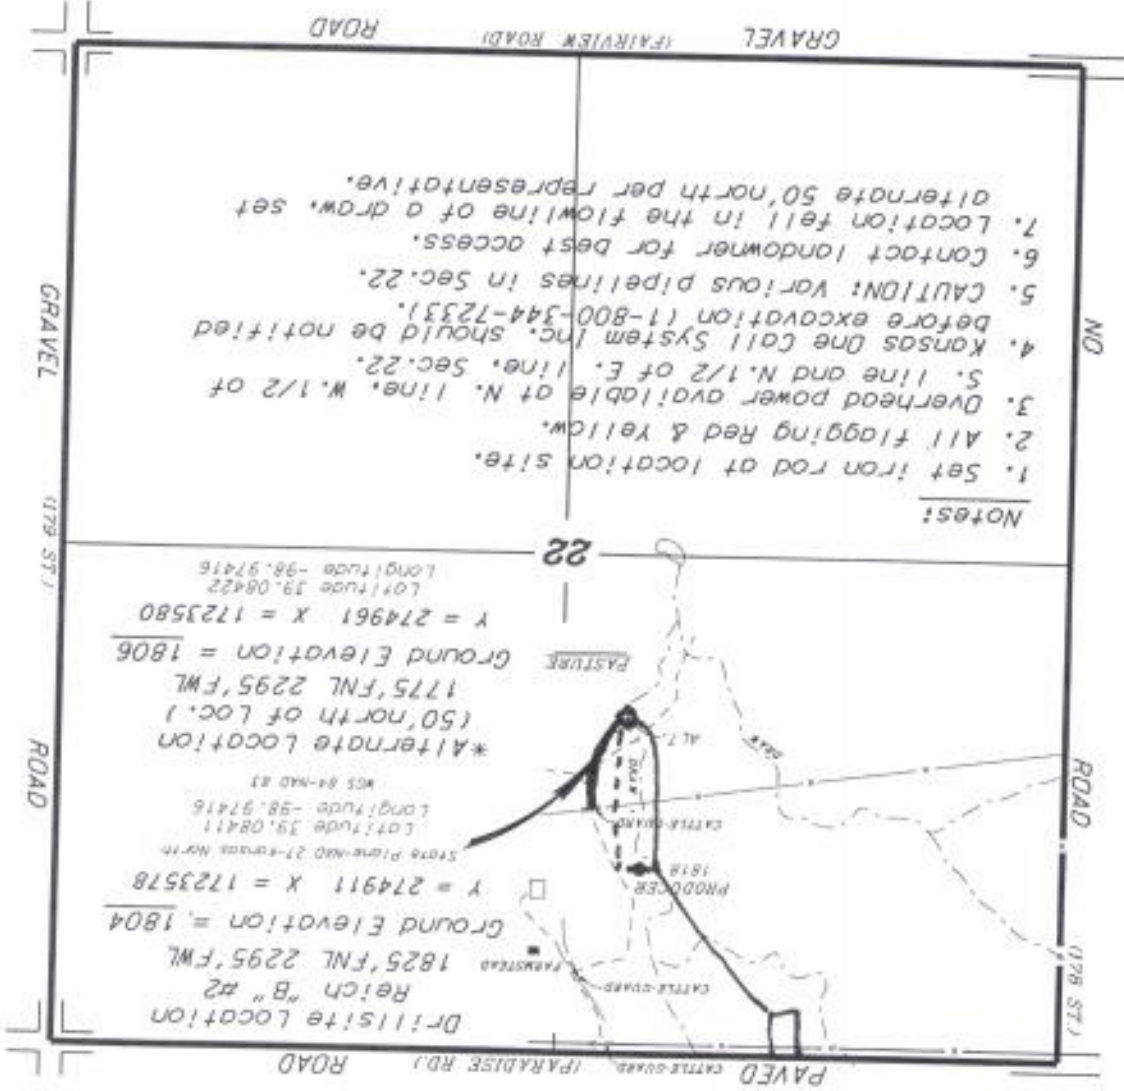 PAVED CATTLE-GUARD (PARADISE RD.) ROAD
(178 ST.)
Drillsite Location
Reich "B" #2
1825'FNL 2295'FWL
Ground Elevation = 1804
Y = 274911 X = 1723578
State Plane-NAD 27-Kansas North
Latitude 39.08411
Longitude -98.97416
WGS 84-NAD 83
*Alternate Location
(50'north of Loc.)
1775'FNL 2295'FWL
Ground Elevation = 1806
Y = 274961 X = 1723580
Latitude 39.08422
Longitude -98.97416
CATTLE-GUARD
FARMSTEAD
PRODUCER
1818
CATTLE-GUARD
DRAW
ALT.
DRAW
PASTURE
22
ROAD
NO
ROAD
(179 ST.)
GRAVEL
Notes:
1. Set iron rod at location site.
2. All flagging Red & Yellow.
3. Overhead power available at N. line, W.1/2 of
S. line and N.1/2 of E. line, Sec.22.
4. Kansas One Call System Inc. should be notified
before excavation (1-800-344-7233).
5. CAUTION: Various pipelines in Sec.22.
6. Contact landowner for best access.
7. Location fell in the flowline of a draw, set
alternate 50'north per representative.
GRAVEL (FAIRVIEW ROAD) ROAD